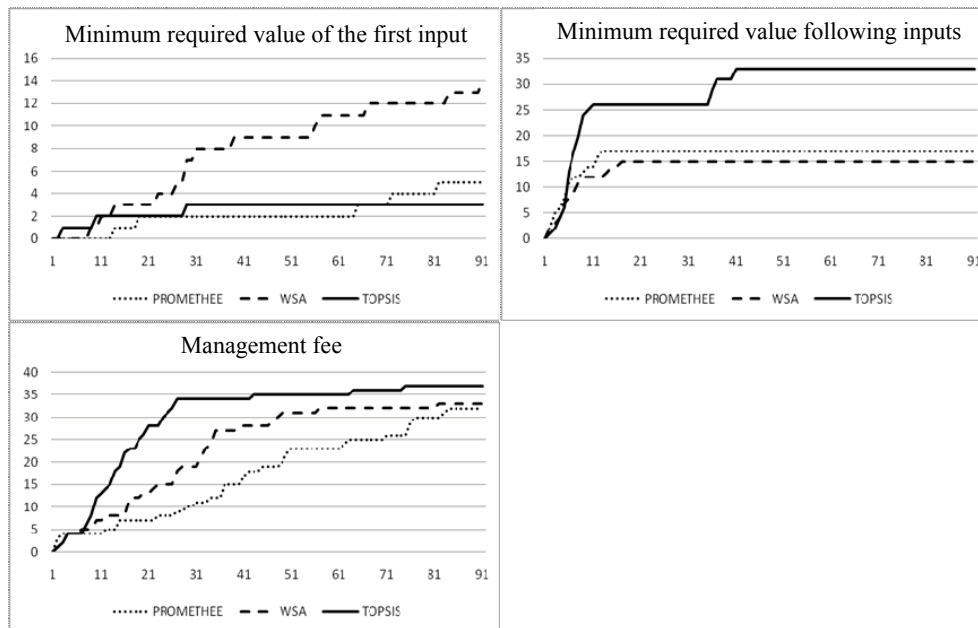 Minimum required value of the first input
16
14
12
10
8
6
4
2
0
1 11 21 31 41 51 61 71 81 91
PROMETHEE WSA TOPSIS
Minimum required value following inputs
35
30
25
20
15
10
5
0
1 11 21 31 41 51 61 71 81 91
PROMETHEE WSA TOPSIS
Management fee
40
35
30
25
20
15
10
5
0
1 11 21 31 41 51 61 71 81 91
PROMETHEE WSA TOPSIS